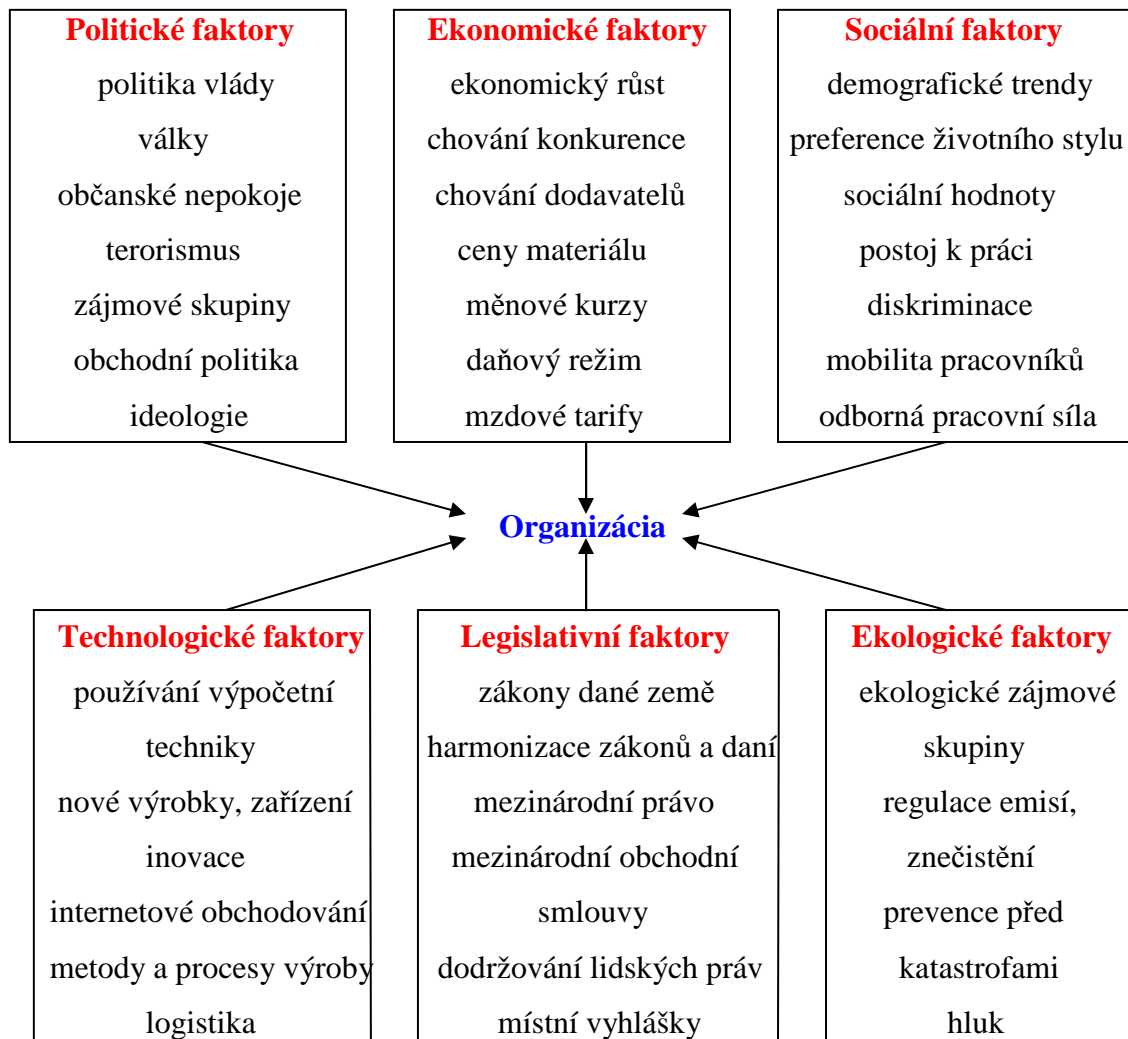 Politické faktory
politika vlády
války
občanské nepokoje
terorismus
zájmové skupiny
obchodní politika
ideologie
Ekonomické faktory
ekonomický růst
chování konkurence
chování dodavatelů
ceny materiálu
měnové kurzy
daňový režim
mzdové tarify
Sociální faktory
demografické trendy
preference životního stylu
sociální hodnoty
postoj k práci
diskriminace
mobilita pracovníků
odborná pracovní síla
Organizácia
Technologické faktory
používání výpočetní
techniky
nové výrobky, zařízení
inovace
internetové obchodování
metody a procesy výroby
logistika
Legislativní faktory
zákony dané země
harmonizace zákonů a daní
mezinárodní právo
mezinárodní obchodní
smlouvy
dodržování lidských práv
místní vyhlášky
Ekologické faktory
ekologické zájmové
skupiny
regulace emisí,
znečistění
prevence před
katastrofami
hluk